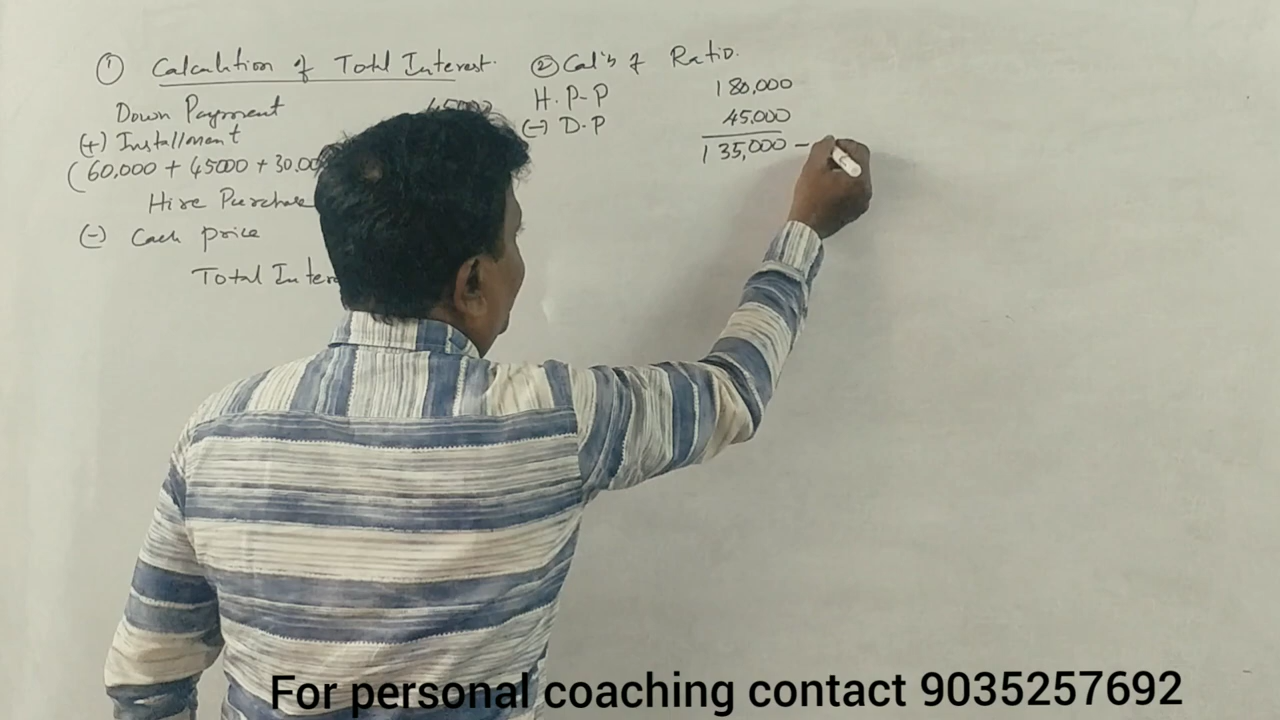 ① Calculation of Total Interest.
Down Payment 45000
(+) Installment
(60,000 + 45000 + 30,00
Hire Purchase
(-) Cash price
Total Inter
② Cal'n of Ratio.
H.P-P 180,000
(-) D.P 45,000
135,000 –
For personal coaching contact 9035257692